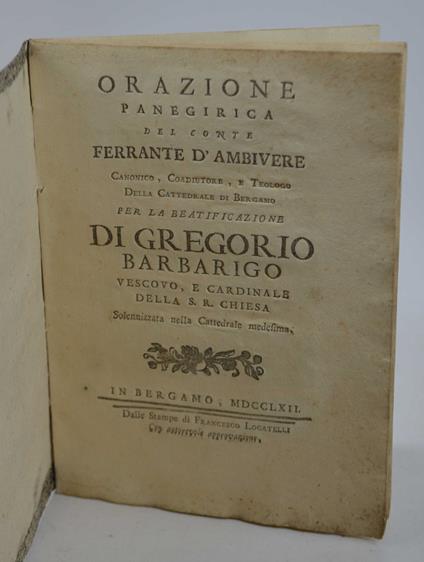 ORAZIONE
PANEGIRICA
DEL CONTE
FERRANTE D'AMBIVERE
CANONICO, COADIUTORE, E TEOLOGO
DELLA CATTEDRALE DI BERGAMO
PER LA BEATIFICAZIONE
DI GREGORIO
BARBARIGO
VESCOVO, E CARDINALE
DELLA S. R. CHIESA
Solennizzata nella Cattedrale medesima.
IN BERGAMO, MDCCLXII.
Dalle Stampe di FRANCESCO LOCATELLI
Con autorevole approvazione.